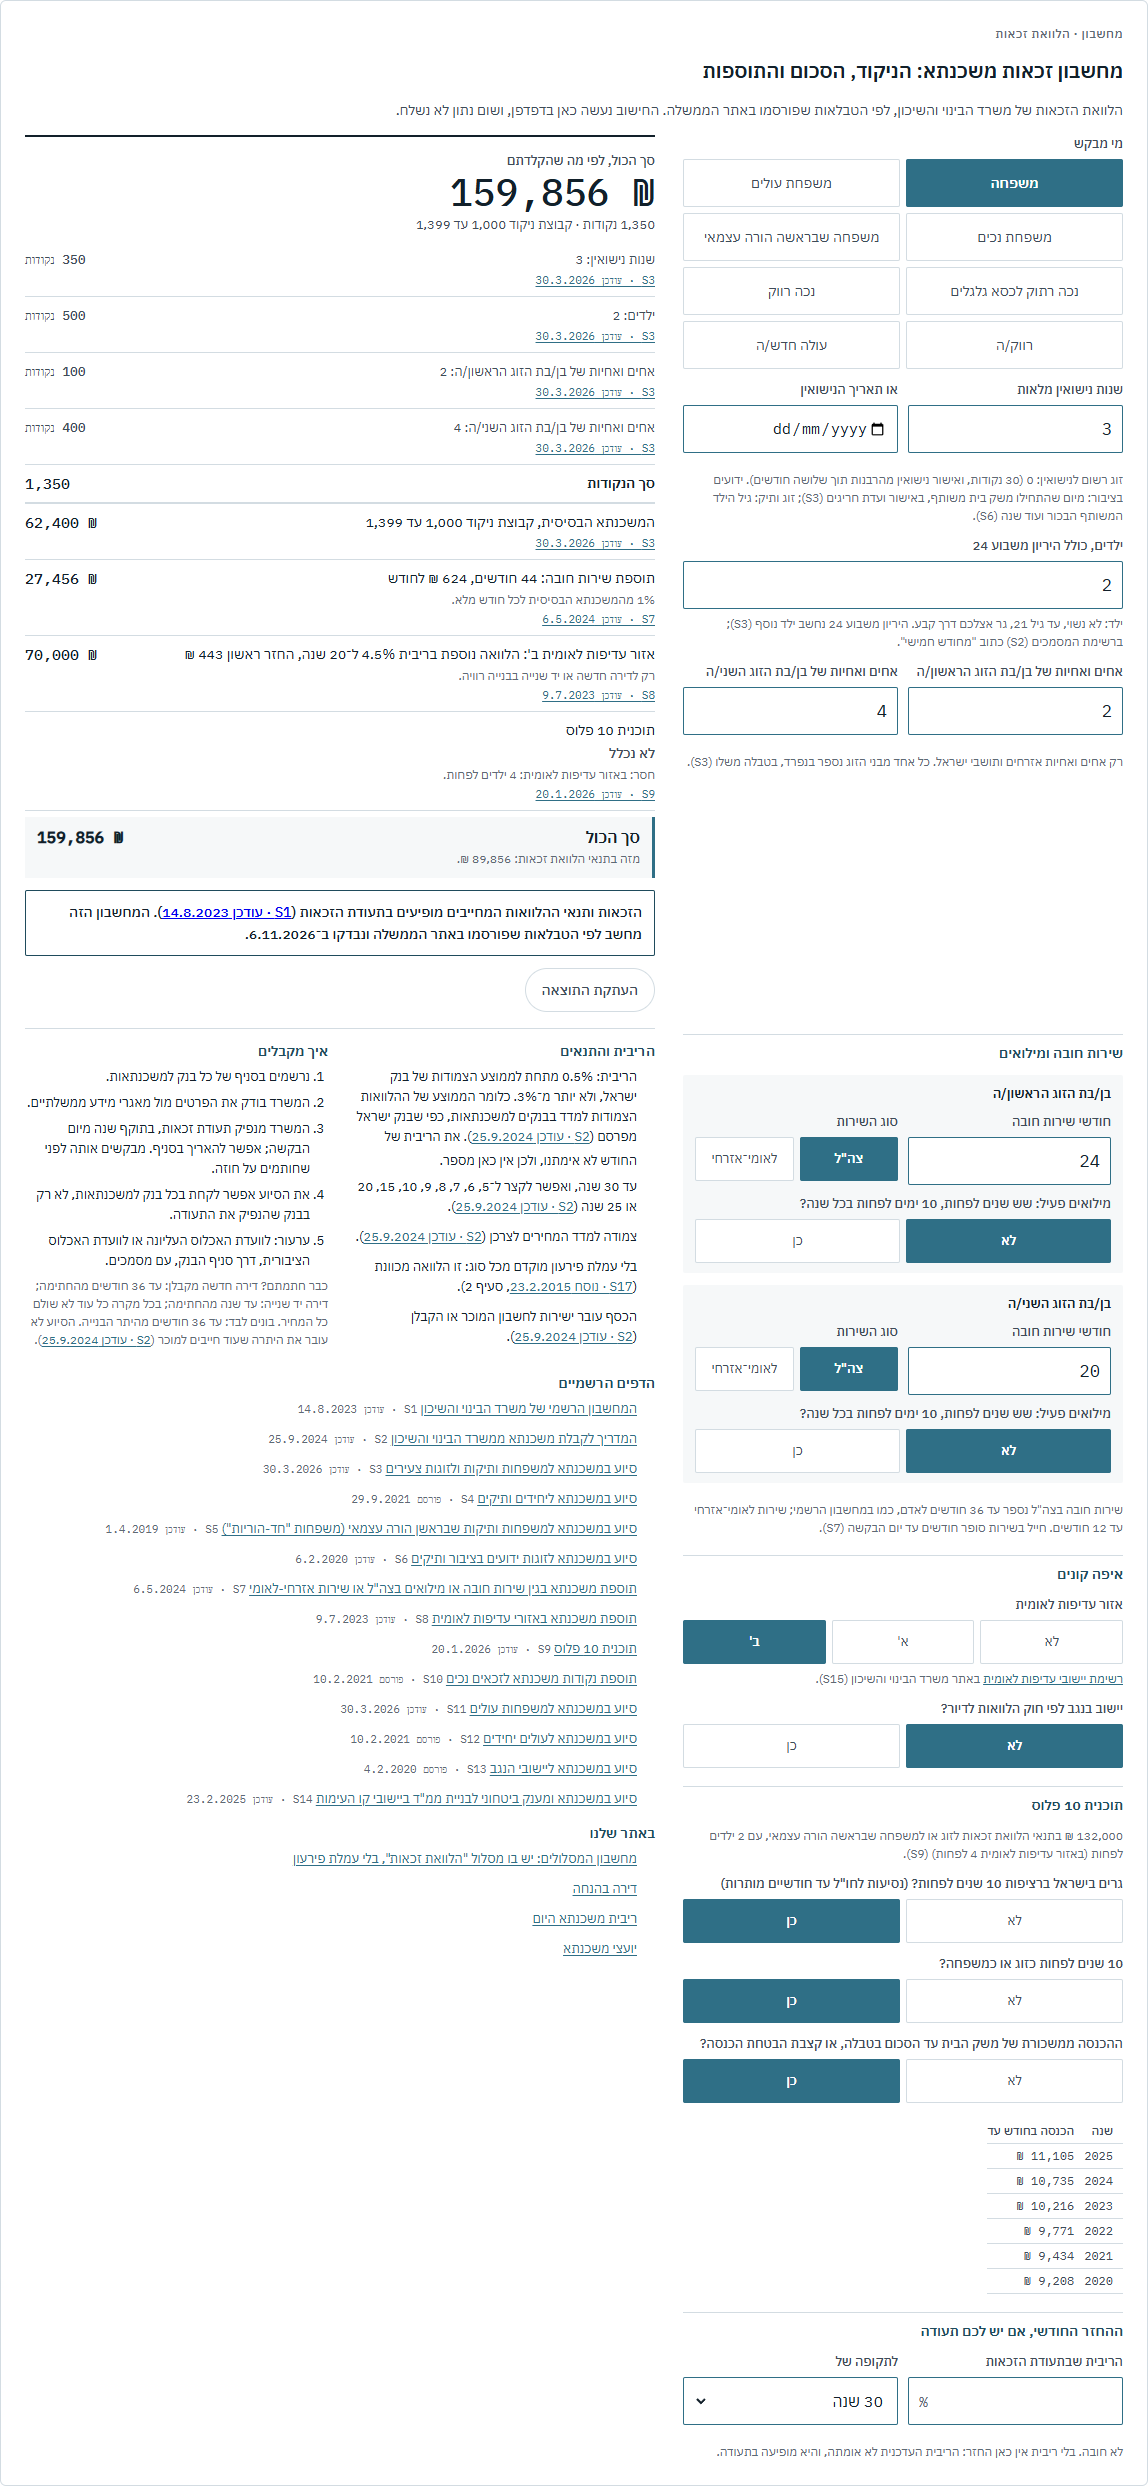 מחשבון · הלוואת זכאות
מחשבון זכאות משכנתא: הניקוד, הסכום והתוספות
הלוואת הזכאות של משרד הבינוי והשיכון, לפי הטבלאות שפורסמו באתר הממשלה. החישוב נעשה כאן בדפדפן, ושום נתון לא נשלח.
מי מבקש
משפחה
משפחת עולים
משפחת נכים
משפחה שבראשה הורה עצמאי
נכה רתוק לכסא גלגלים
נכה רווק
רווק/ה
עולה חדש/ה
שנות נישואין מלאות
או תאריך הנישואין
3
dd/mm/yyyy
זוג רשום לנישואין: 0 (30 נקודות, ואישור נישואין מהרבנות תוך שלושה חודשים). ידועים
בציבור: מיום שהתחילו משק בית משותף, באישור ועדת חריגים (S3); זוג ותיק: גיל הילד
המשותף הבכור ועוד שנה (S6).
ילדים, כולל היריון משבוע 24
2
ילד: לא נשוי, עד גיל 21, גר אצלכם דרך קבע. היריון משבוע 24 נחשב ילד נוסף (S3);
ברשימת המסמכים (S2) כתוב "מחודש חמישי".
אחים ואחיות של בן/בת הזוג הראשון/ה
אחים ואחיות של בן/בת הזוג השני/ה
2
4
רק אחים ואחיות אזרחים ותושבי ישראל. כל אחד מבני הזוג נספר בנפרד, בטבלה משלו (S3).
סך הכול, לפי מה שהקלדתם
159,856 ₪
1,350 נקודות · קבוצת ניקוד 1,000 עד 1,399
שנות נישואין: 3
350 נקודות
S3 · עודכן 30.3.2026
ילדים: 2
500 נקודות
S3 · עודכן 30.3.2026
אחים ואחיות של בן/בת הזוג הראשון/ה: 2
100 נקודות
S3 · עודכן 30.3.2026
אחים ואחיות של בן/בת הזוג השני/ה: 4
400 נקודות
S3 · עודכן 30.3.2026
סך הנקודות
1,350
המשכנתא הבסיסית, קבוצת ניקוד 1,000 עד 1,399
62,400 ₪
S3 · עודכן 30.3.2026
תוספת שירות חובה: 44 חודשים, 624 ₪ לחודש
27,456 ₪
1% מהמשכנתא הבסיסית לכל חודש מלא.
S7 · עודכן 6.5.2024
אזור עדיפות לאומית ב': הלוואה נוספת בריבית 4.5% ל־20 שנה, החזר ראשון 443 ₪
70,000 ₪
רק לדירה חדשה או יד שנייה בבנייה רוויה.
S8 · עודכן 9.7.2023
תוכנית 10 פלוס
לא נכלל
חסר: באזור עדיפות לאומית: 4 ילדים לפחות.
S9 · עודכן 20.1.2026
סך הכול
159,856 ₪
מזה בתנאי הלוואת זכאות: 89,856 ₪.
הזכאות ותנאי ההלוואות המחייבים מופיעים בתעודת הזכאות (S1 · עודכן 14.8.2023). המחשבון הזה
מחשב לפי הטבלאות שפורסמו באתר הממשלה ונבדקו ב־6.11.2026.
העתקת התוצאה
שירות חובה ומילואים
בן/בת הזוג הראשון/ה
חודשי שירות חובה
סוג השירות
24
צה"ל
לאומי־אזרחי
מילואים פעיל: שש שנים לפחות, 10 ימים לפחות בכל שנה?
לא
כן
בן/בת הזוג השני/ה
חודשי שירות חובה
סוג השירות
20
צה"ל
לאומי־אזרחי
מילואים פעיל: שש שנים לפחות, 10 ימים לפחות בכל שנה?
לא
כן
שירות חובה בצה"ל נספר עד 36 חודשים לאדם, כמו במחשבון הרשמי; שירות לאומי־אזרחי
עד 12 חודשים. חייל בשירות סופר חודשים עד יום הבקשה (S7).
איפה קונים
אזור עדיפות לאומית
לא
א'
ב'
רשימת יישובי עדיפות לאומית באתר משרד הבינוי והשיכון (S15).
יישוב בנגב לפי חוק הלוואות לדיור?
לא
כן
תוכנית 10 פלוס
132,000 ₪ בתנאי הלוואת זכאות לזוג או למשפחה שבראשה הורה עצמאי, עם 2 ילדים
לפחות (באזור עדיפות לאומית 4 לפחות) (S9).
גרים בישראל ברציפות 10 שנים לפחות? (נסיעות לחו"ל עד חודשיים מותרות)
לא
כן
10 שנים לפחות כזוג או כמשפחה?
לא
כן
ההכנסה ממשכורת של משק הבית עד הסכום בטבלה, או קצבת הבטחת הכנסה?
לא
כן
שנה הכנסה בחודש עד
2025 11,105 ₪
2024 10,735 ₪
2023 10,216 ₪
2022 9,771 ₪
2021 9,434 ₪
2020 9,208 ₪
ההחזר החודשי, אם יש לכם תעודה
הריבית שבתעודת הזכאות
לתקופה של
%
30 שנה
לא חובה. בלי ריבית אין כאן החזר: הריבית העדכנית לא אומתה, והיא מופיעה בתעודה.
הריבית והתנאים
הריבית: 0.5% מתחת לממוצע הצמודות של בנק
ישראל, ולא יותר מ־3%. כלומר הממוצע של ההלוואות
הצמודות למדד בבנקים למשכנתאות, כפי שבנק ישראל
מפרסם (S2 · עודכן 25.9.2024). את הריבית של
החודש לא אימתנו, ולכן אין כאן מספר.
עד 30 שנה, ואפשר לקצר ל־5, 6, 7, 8, 9, 10, 15, 20
או 25 שנה (S2 · עודכן 25.9.2024).
צמודה למדד המחירים לצרכן (S2 · עודכן 25.9.2024).
בלי עמלת פירעון מוקדם מכל סוג: זו הלוואה מכוונת
(S17 · נוסח 23.2.2015, סעיף 2).
הכסף עובר ישירות לחשבון המוכר או הקבלן
(S2 · עודכן 25.9.2024).
איך מקבלים
1. נרשמים בסניף של כל בנק למשכנתאות.
2. המשרד בודק את הפרטים מול מאגרי מידע ממשלתיים.
3. המשרד מנפיק תעודת זכאות, בתוקף שנה מיום
הבקשה; אפשר להאריך בסניף. מבקשים אותה לפני
שחותמים על חוזה.
4. את הסיוע אפשר לקחת בכל בנק למשכנתאות, לא רק
בבנק שהנפיק את התעודה.
5. ערעור: לוועדת האכלוס העליונה או לוועדת האכלוס
הציבורית, דרך סניף הבנק, עם מסמכים.
כבר חתמתם? דירה חדשה מקבלן: עד 36 חודשים מהחתימה;
דירה יד שנייה: עד שנה מהחתימה; בכל מקרה כל עוד לא שולם
כל המחיר. בונים לבד: עד 36 חודשים מהיתר הבנייה. הסיוע לא
עובר את היתרה שעוד חייבים למוכר (S2 · עודכן 25.9.2024).
הדפים הרשמיים
המחשבון הרשמי של משרד הבינוי והשיכון S1 · עודכן 14.8.2023
המדריך לקבלת משכנתא ממשרד הבינוי והשיכון S2 · עודכן 25.9.2024
סיוע במשכנתא למשפחות ותיקות ולזוגות צעירים S3 · עודכן 30.3.2026
סיוע במשכנתא ליחידים ותיקים S4 · פורסם 29.9.2021
סיוע במשכנתא למשפחות ותיקות שבראשן הורה עצמאי (משפחות "חד-הוריות") S5 · עודכן 1.4.2019
סיוע במשכנתא לזוגות ידועים בציבור ותיקים S6 · עודכן 6.2.2020
תוספת משכנתא בגין שירות חובה או מילואים בצה"ל או שירות אזרחי-לאומי S7 · עודכן 6.5.2024
תוספת משכנתא באזורי עדיפות לאומית S8 · עודכן 9.7.2023
תוכנית 10 פלוס S9 · עודכן 20.1.2026
תוספת נקודות משכנתא לזכאים נכים S10 · פורסם 10.2.2021
סיוע במשכנתא למשפחות עולים S11 · עודכן 30.3.2026
סיוע במשכנתא לעולים יחידים S12 · פורסם 10.2.2021
סיוע במשכנתא ליישובי הנגב S13 · פורסם 4.2.2020
סיוע במשכנתא ומענק ביטחוני לבניית ממ"ד ביישובי קו העימות S14 · עודכן 23.2.2025
באתר שלנו
מחשבון המסלולים: יש בו מסלול "הלוואת זכאות", בלי עמלת פירעון
דירה בהנחה
ריבית משכנתא היום
יועצי משכנתא